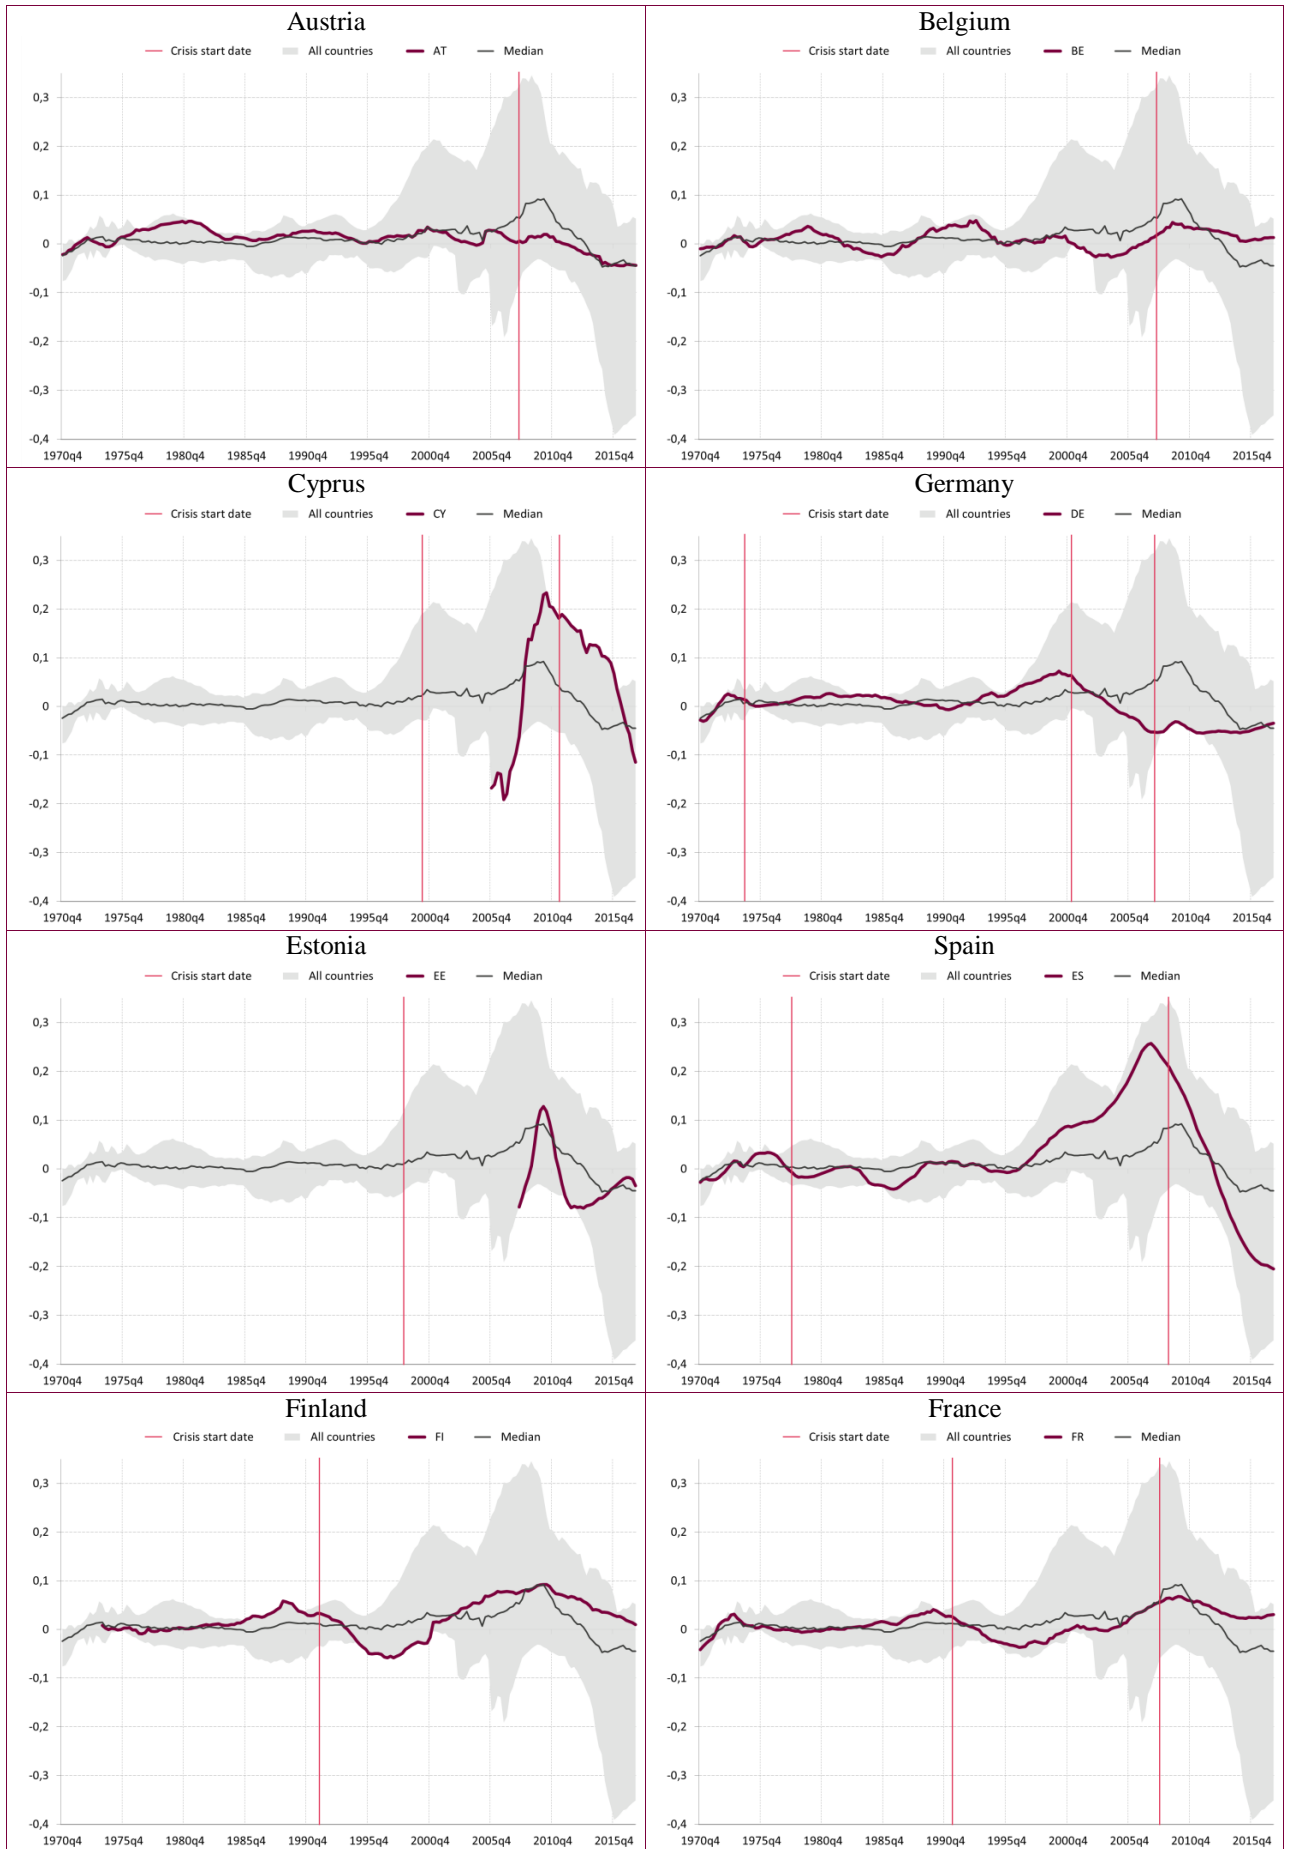 Austria
Crisis start date All countries AT Median
0,3
0,2
0,1
0
-0,1
-0,2
-0,3
-0,4
1970q4 1975q4 1980q4 1985q4 1990q4 1995q4 2000q4 2005q4 2010q4 2015q4
Belgium
Crisis start date All countries BE Median
0,3
0,2
0,1
0
-0,1
-0,2
-0,3
-0,4
1970q4 1975q4 1980q4 1985q4 1990q4 1995q4 2000q4 2005q4 2010q4 2015q4
Cyprus
Crisis start date All countries CY Median
0,3
0,2
0,1
0
-0,1
-0,2
-0,3
-0,4
1970q4 1975q4 1980q4 1985q4 1990q4 1995q4 2000q4 2005q4 2010q4 2015q4
Germany
Crisis start date All countries DE Median
0,3
0,2
0,1
0
-0,1
-0,2
-0,3
-0,4
1970q4 1975q4 1980q4 1985q4 1990q4 1995q4 2000q4 2005q4 2010q4 2015q4
Estonia
Crisis start date All countries EE Median
0,3
0,2
0,1
0
-0,1
-0,2
-0,3
-0,4
1970q4 1975q4 1980q4 1985q4 1990q4 1995q4 2000q4 2005q4 2010q4 2015q4
Spain
Crisis start date All countries ES Median
0,3
0,2
0,1
0
-0,1
-0,2
-0,3
-0,4
1970q4 1975q4 1980q4 1985q4 1990q4 1995q4 2000q4 2005q4 2010q4 2015q4
Finland
Crisis start date All countries FI Median
0,3
0,2
0,1
0
-0,1
-0,2
-0,3
-0,4
1970q4 1975q4 1980q4 1985q4 1990q4 1995q4 2000q4 2005q4 2010q4 2015q4
France
Crisis start date All countries FR Median
0,3
0,2
0,1
0
-0,1
-0,2
-0,3
-0,4
1970q4 1975q4 1980q4 1985q4 1990q4 1995q4 2000q4 2005q4 2010q4 2015q4